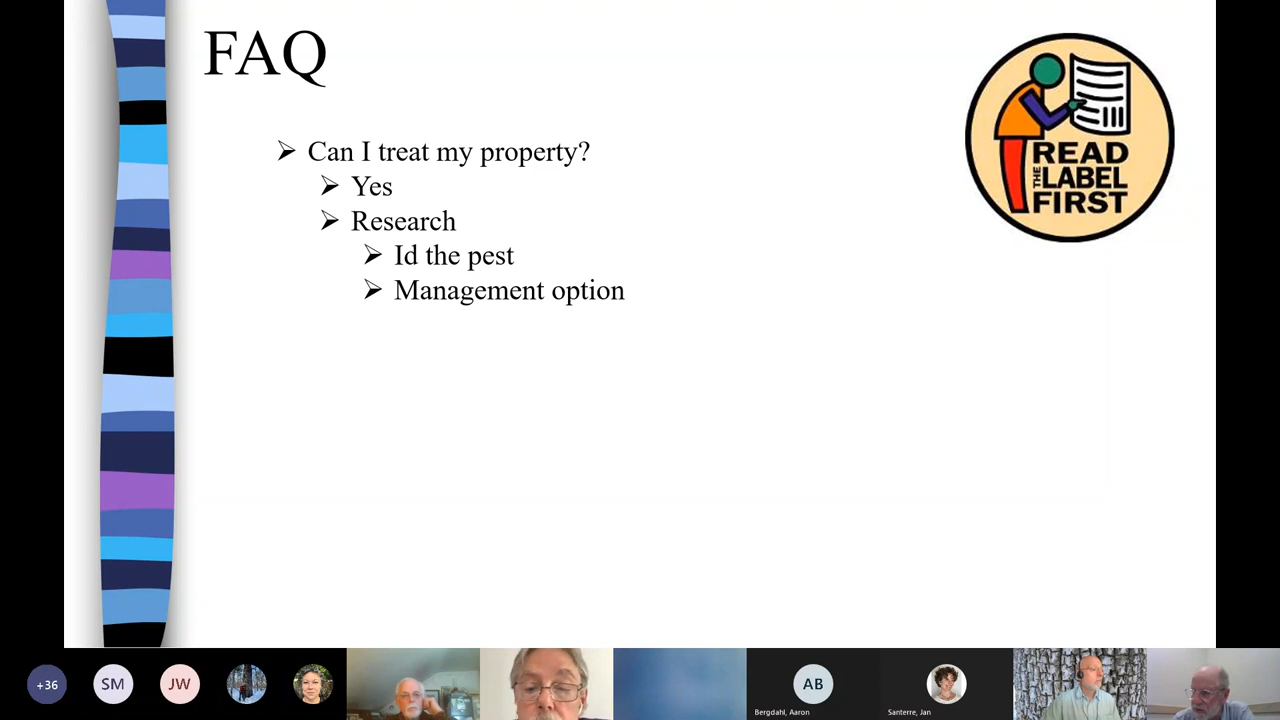 FAQ
Can I treat my property?
Yes
Research
Id the pest
Management option
READ
THE LABEL
FIRST
+36
SM
JW
AB
Bergdahl, Aaron
Santerre, Jan